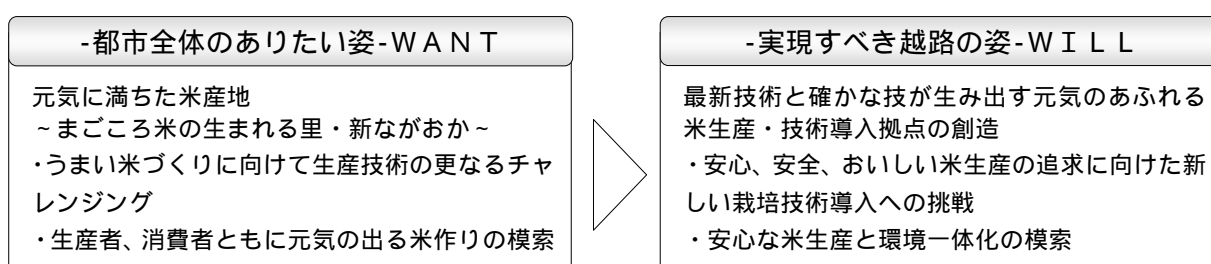 -都市全体のありたい姿-ＷＡＮＴ
元気に満ちた米産地
～まごころ米の生まれる里・新ながおか～
・うまい米づくりに向けて生産技術の更なるチャ
レンジング
・生産者、消費者ともに元気の出る米作りの模索
-実現すべき越路の姿-ＷＩＬＬ
最新技術と確かな技が生み出す元気のあふれる
米生産・技術導入拠点の創造
・安心、安全、おいしい米生産の追求に向けた新
しい栽培技術導入への挑戦
・安心な米生産と環境一体化の模索